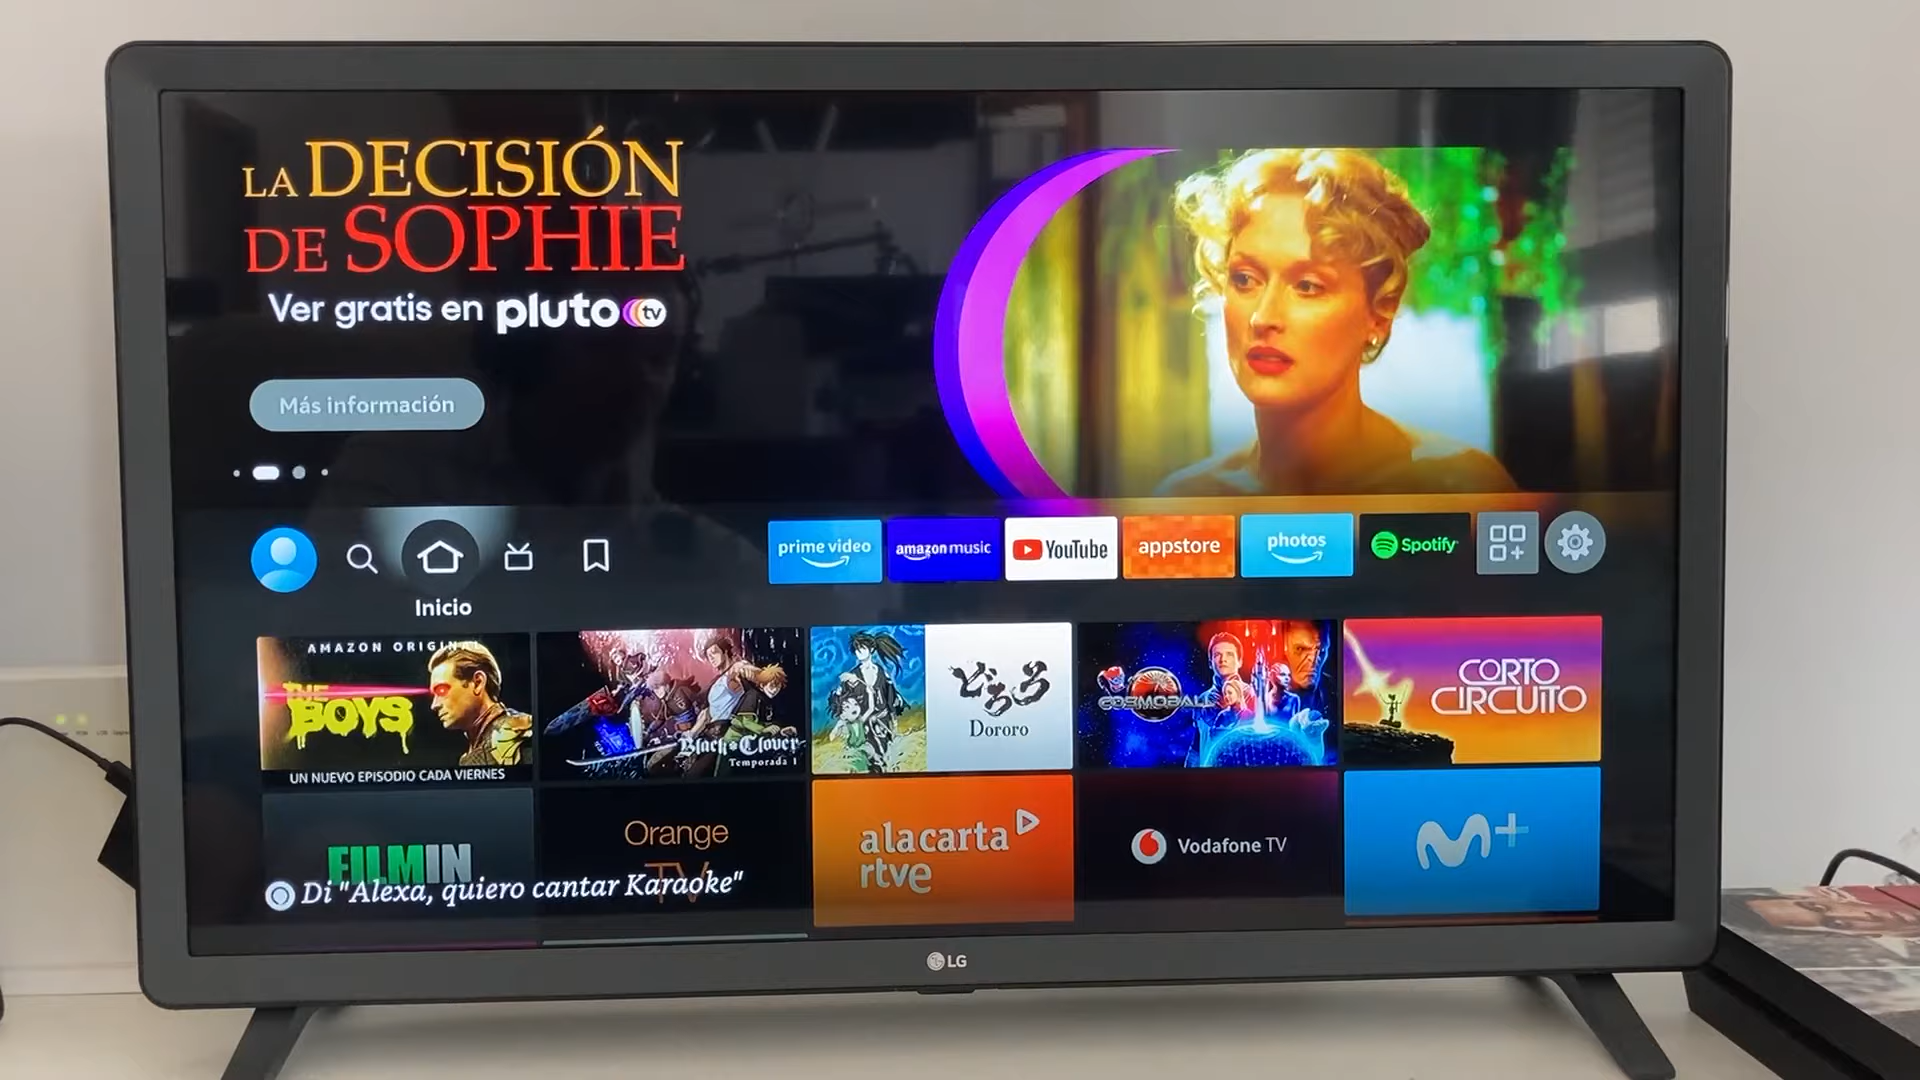 LA DECISIÓN
DE SOPHIE
Ver gratis en pluto tv
Más información
prime video
amazon music
YouTube
appstore
photos
Spotify
Inicio
AMAZON ORIGINAL
THE
BOYS
UN NUEVO EPISODIO CADA VIERNES
Black Clover
Temporada 1
どろろ
Dororo
COSMOBALL
CORTO
CIRCUITO
FILMIN
Orange
TV
alacarta
rtve
Vodafone TV
M+
Di "Alexa, quiero cantar Karaoke"
LG